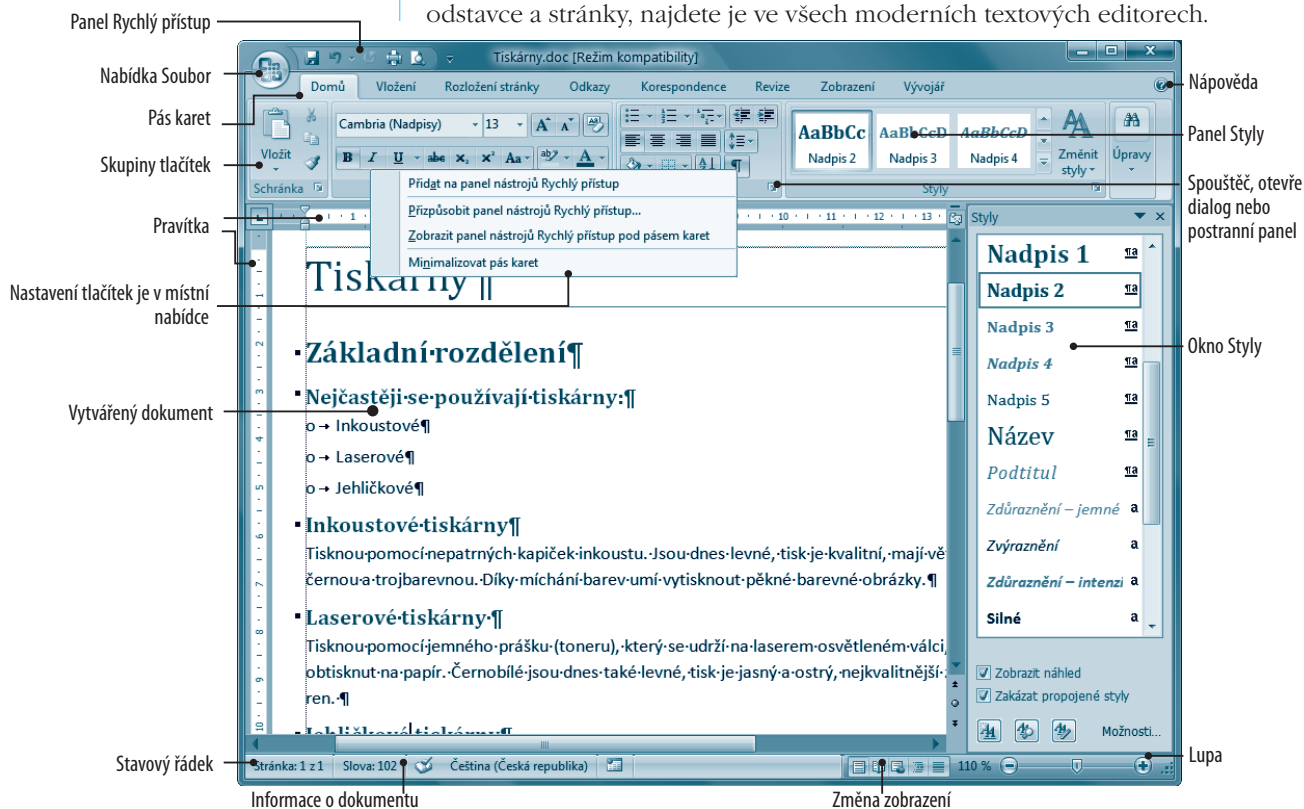 odstavce a stránky, najdete je ve všech moderních textových editorech.
Panel Rychlý přístup
Nabídka Soubor
Pás karet
Skupiny tlačítek
Pravítka
Nastavení tlačítek je v místní
nabídce
Vytvářený dokument
Stavový řádek
Informace o dokumentu
Změna zobrazení
Lupa
Okno Styly
Spouštěč, otevře
dialog nebo
postranní panel
Panel Styly
Nápověda
Tiskárny.doc [Režim kompatibility]
Domů Vložení Rozložení stránky Odkazy Korespondence Revize Zobrazení Vývojář
Vložit
Schránka
Cambria (Nadpisy) 13
AaBbCc AaBbCcD AaBbCcD
Nadpis 2 Nadpis 3 Nadpis 4
Změnit
styly
Úpravy
Styly
Přidat na panel nástrojů Rychlý přístup
Přizpůsobit panel nástrojů Rychlý přístup...
Zobrazit panel nástrojů Rychlý přístup pod pásem karet
Minimalizovat pás karet
1 10 11 12 13
Tiskárny¶
Základní·rozdělení¶
Nejčastěji·se·používají·tiskárny:¶
o→Inkoustové¶
o→Laserové¶
o→Jehličkové¶
Inkoustové·tiskárny¶
Tisknou·pomocí·nepatrných·kapiček·inkoustu.·Jsou·dnes·levné,·tisk·je·kvalitní,·mají·vě
černou·a·trojbarevnou.·Díky·míchání·barev·umí·vytisknout·pěkné·barevné·obrázky.¶
Laserové·tiskárny·¶
Tisknou·pomocí·jemného·prášku·(toneru),·který·se·udrží·na·laserem·osvětleném·válci,
obtisknut·na·papír.·Černobílé·jsou·dnes·také·levné,·tisk·je·jasný·a·ostrý,·nejkvalitnější·
ren.·¶
Jehličkové·tiskárny¶
Styly
Nadpis 1
Nadpis 2
Nadpis 3
Nadpis 4
Nadpis 5
Název
Podtitul
Zdůraznění – jemné
Zvýraznění
Zdůraznění – intenzi
Silné
Zobrazit náhled
Zakázat propojené styly
Možnosti...
Stránka: 1 z 1 Slova: 102 Čeština (Česká republika) 110 %